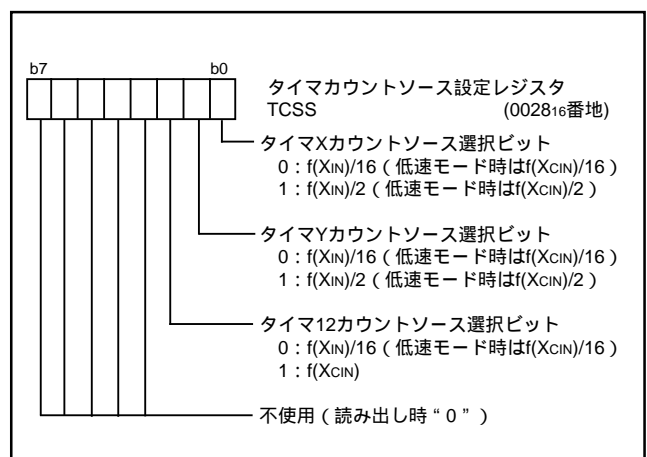 b7 b0
タイマカウントソース設定レジスタ
TCSS (002816番地)
タイマXカウントソース選択ビット
0：f(XIN)/16（低速モード時はf(XCIN)/16）
1：f(XIN)/2（低速モード時はf(XCIN)/2）
タイマYカウントソース選択ビット
0：f(XIN)/16（低速モード時はf(XCIN)/16）
1：f(XIN)/2（低速モード時はf(XCIN)/2）
タイマ12カウントソース選択ビット
0：f(XIN)/16（低速モード時はf(XCIN)/16）
1：f(XCIN)
不使用（読み出し時“0”）